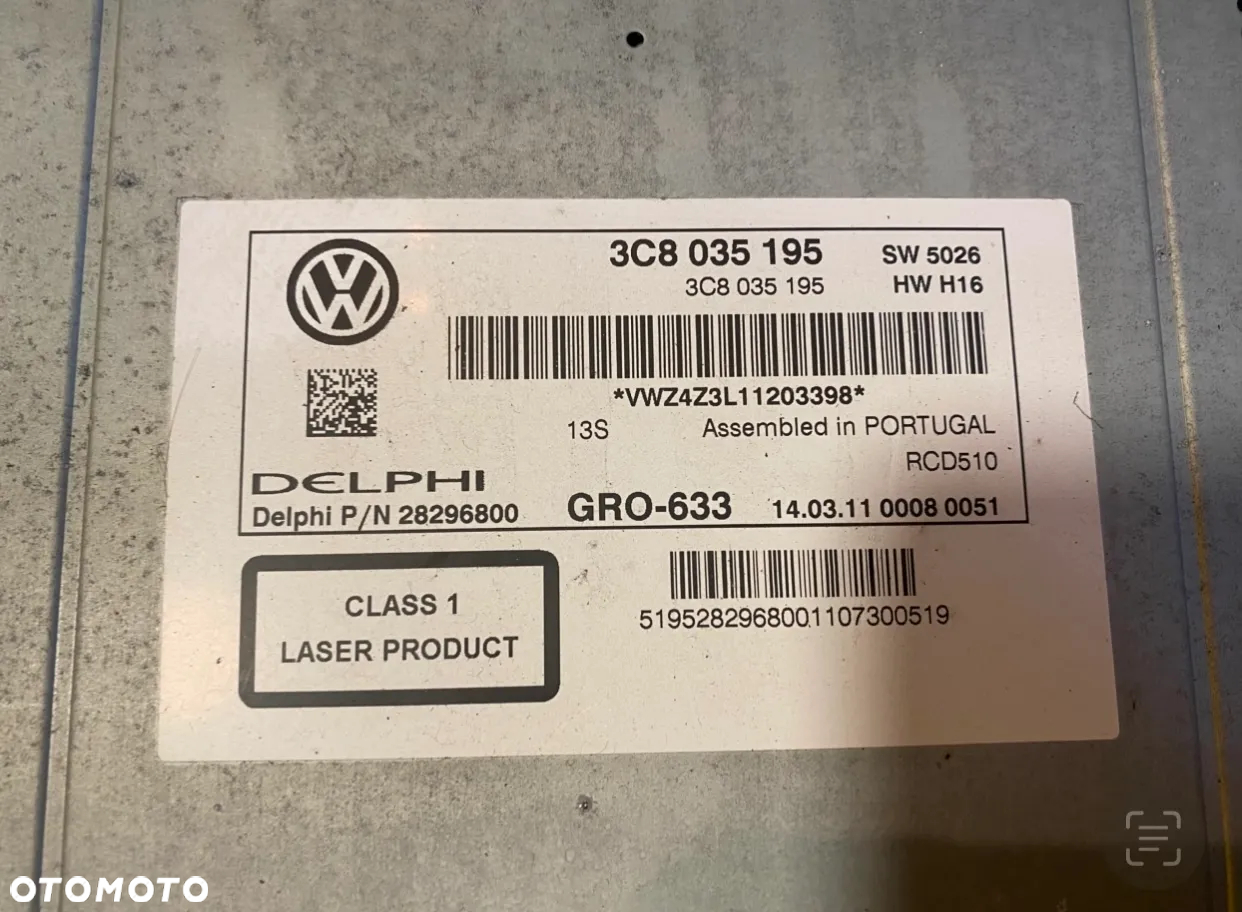 3C8 035 195 SW 5026
3C8 035 195 HW H16
*VWZ4Z3L11203398*
13S Assembled in PORTUGAL
RCD510
DELPHI
Delphi P/N 28296800 GRO-633 14.03.11 0008 0051
CLASS 1
LASER PRODUCT
5195282968001107300519
OTOMOTO